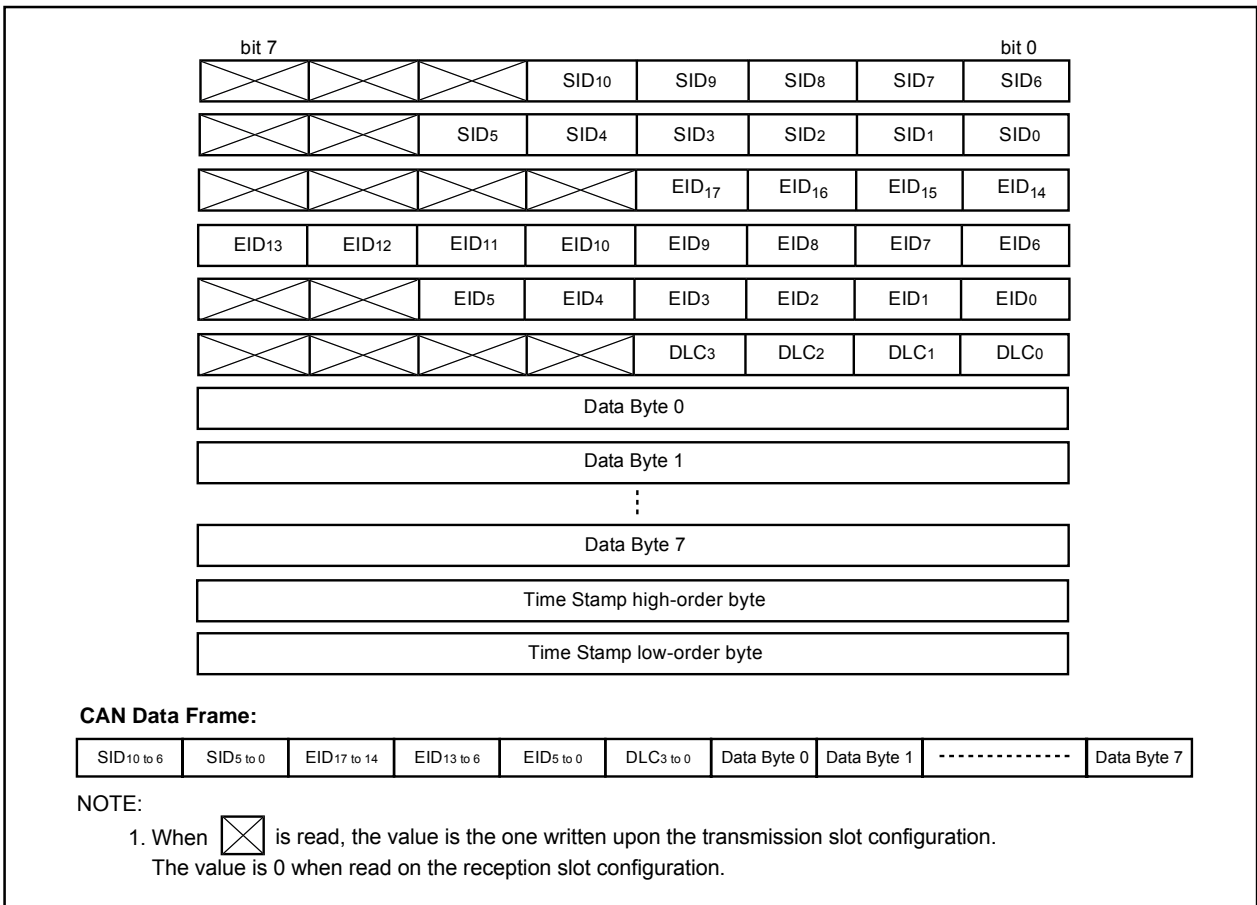 bit 7 bit 0
SID10 SID9 SID8 SID7 SID6
SID5 SID4 SID3 SID2 SID1 SID0
EID17 EID16 EID15 EID14
EID13 EID12 EID11 EID10 EID9 EID8 EID7 EID6
EID5 EID4 EID3 EID2 EID1 EID0
DLC3 DLC2 DLC1 DLC0
Data Byte 0
Data Byte 1
Data Byte 7
Time Stamp high-order byte
Time Stamp low-order byte
CAN Data Frame:
SID10 to 6 SID5 to 0 EID17 to 14 EID13 to 6 EID5 to 0 DLC3 to 0 Data Byte 0 Data Byte 1 Data Byte 7
NOTE:
1. When is read, the value is the one written upon the transmission slot configuration.
The value is 0 when read on the reception slot configuration.